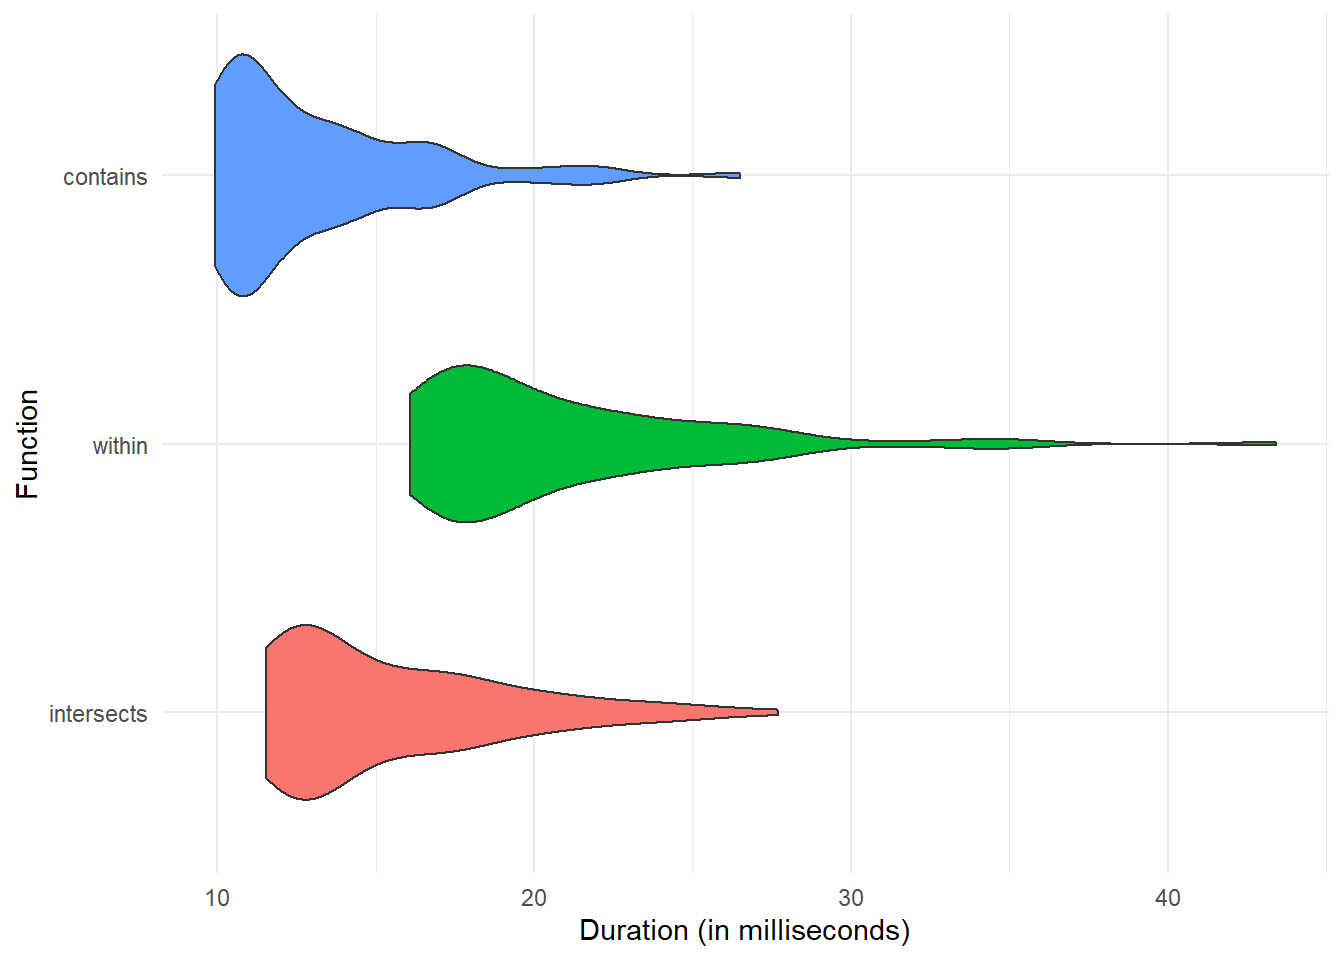 contains
within
intersects
Function
10 20 30 40
Duration (in milliseconds)